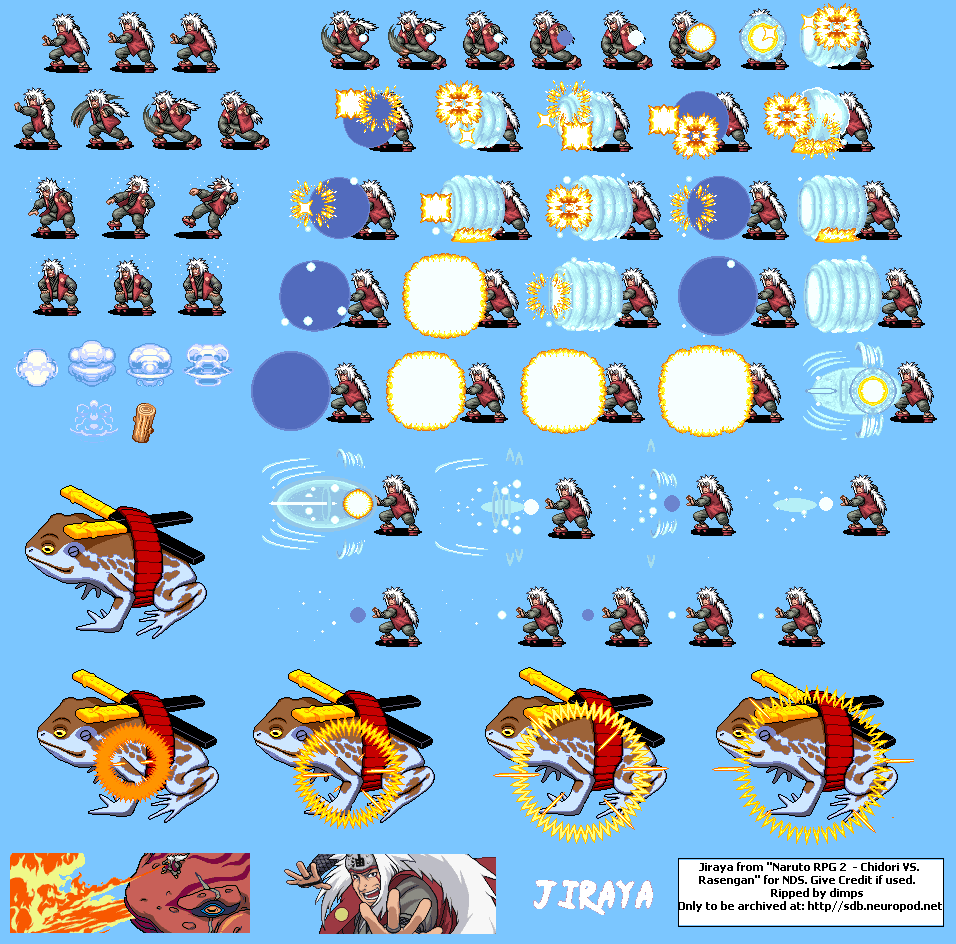 JIRAYA
Jiraya from "Naruto RPG 2 - Chidori VS.
Rasengan" for NDS. Give Credit if used.
Ripped by dimps
Only to be archived at: http//sdb.neuropod.net